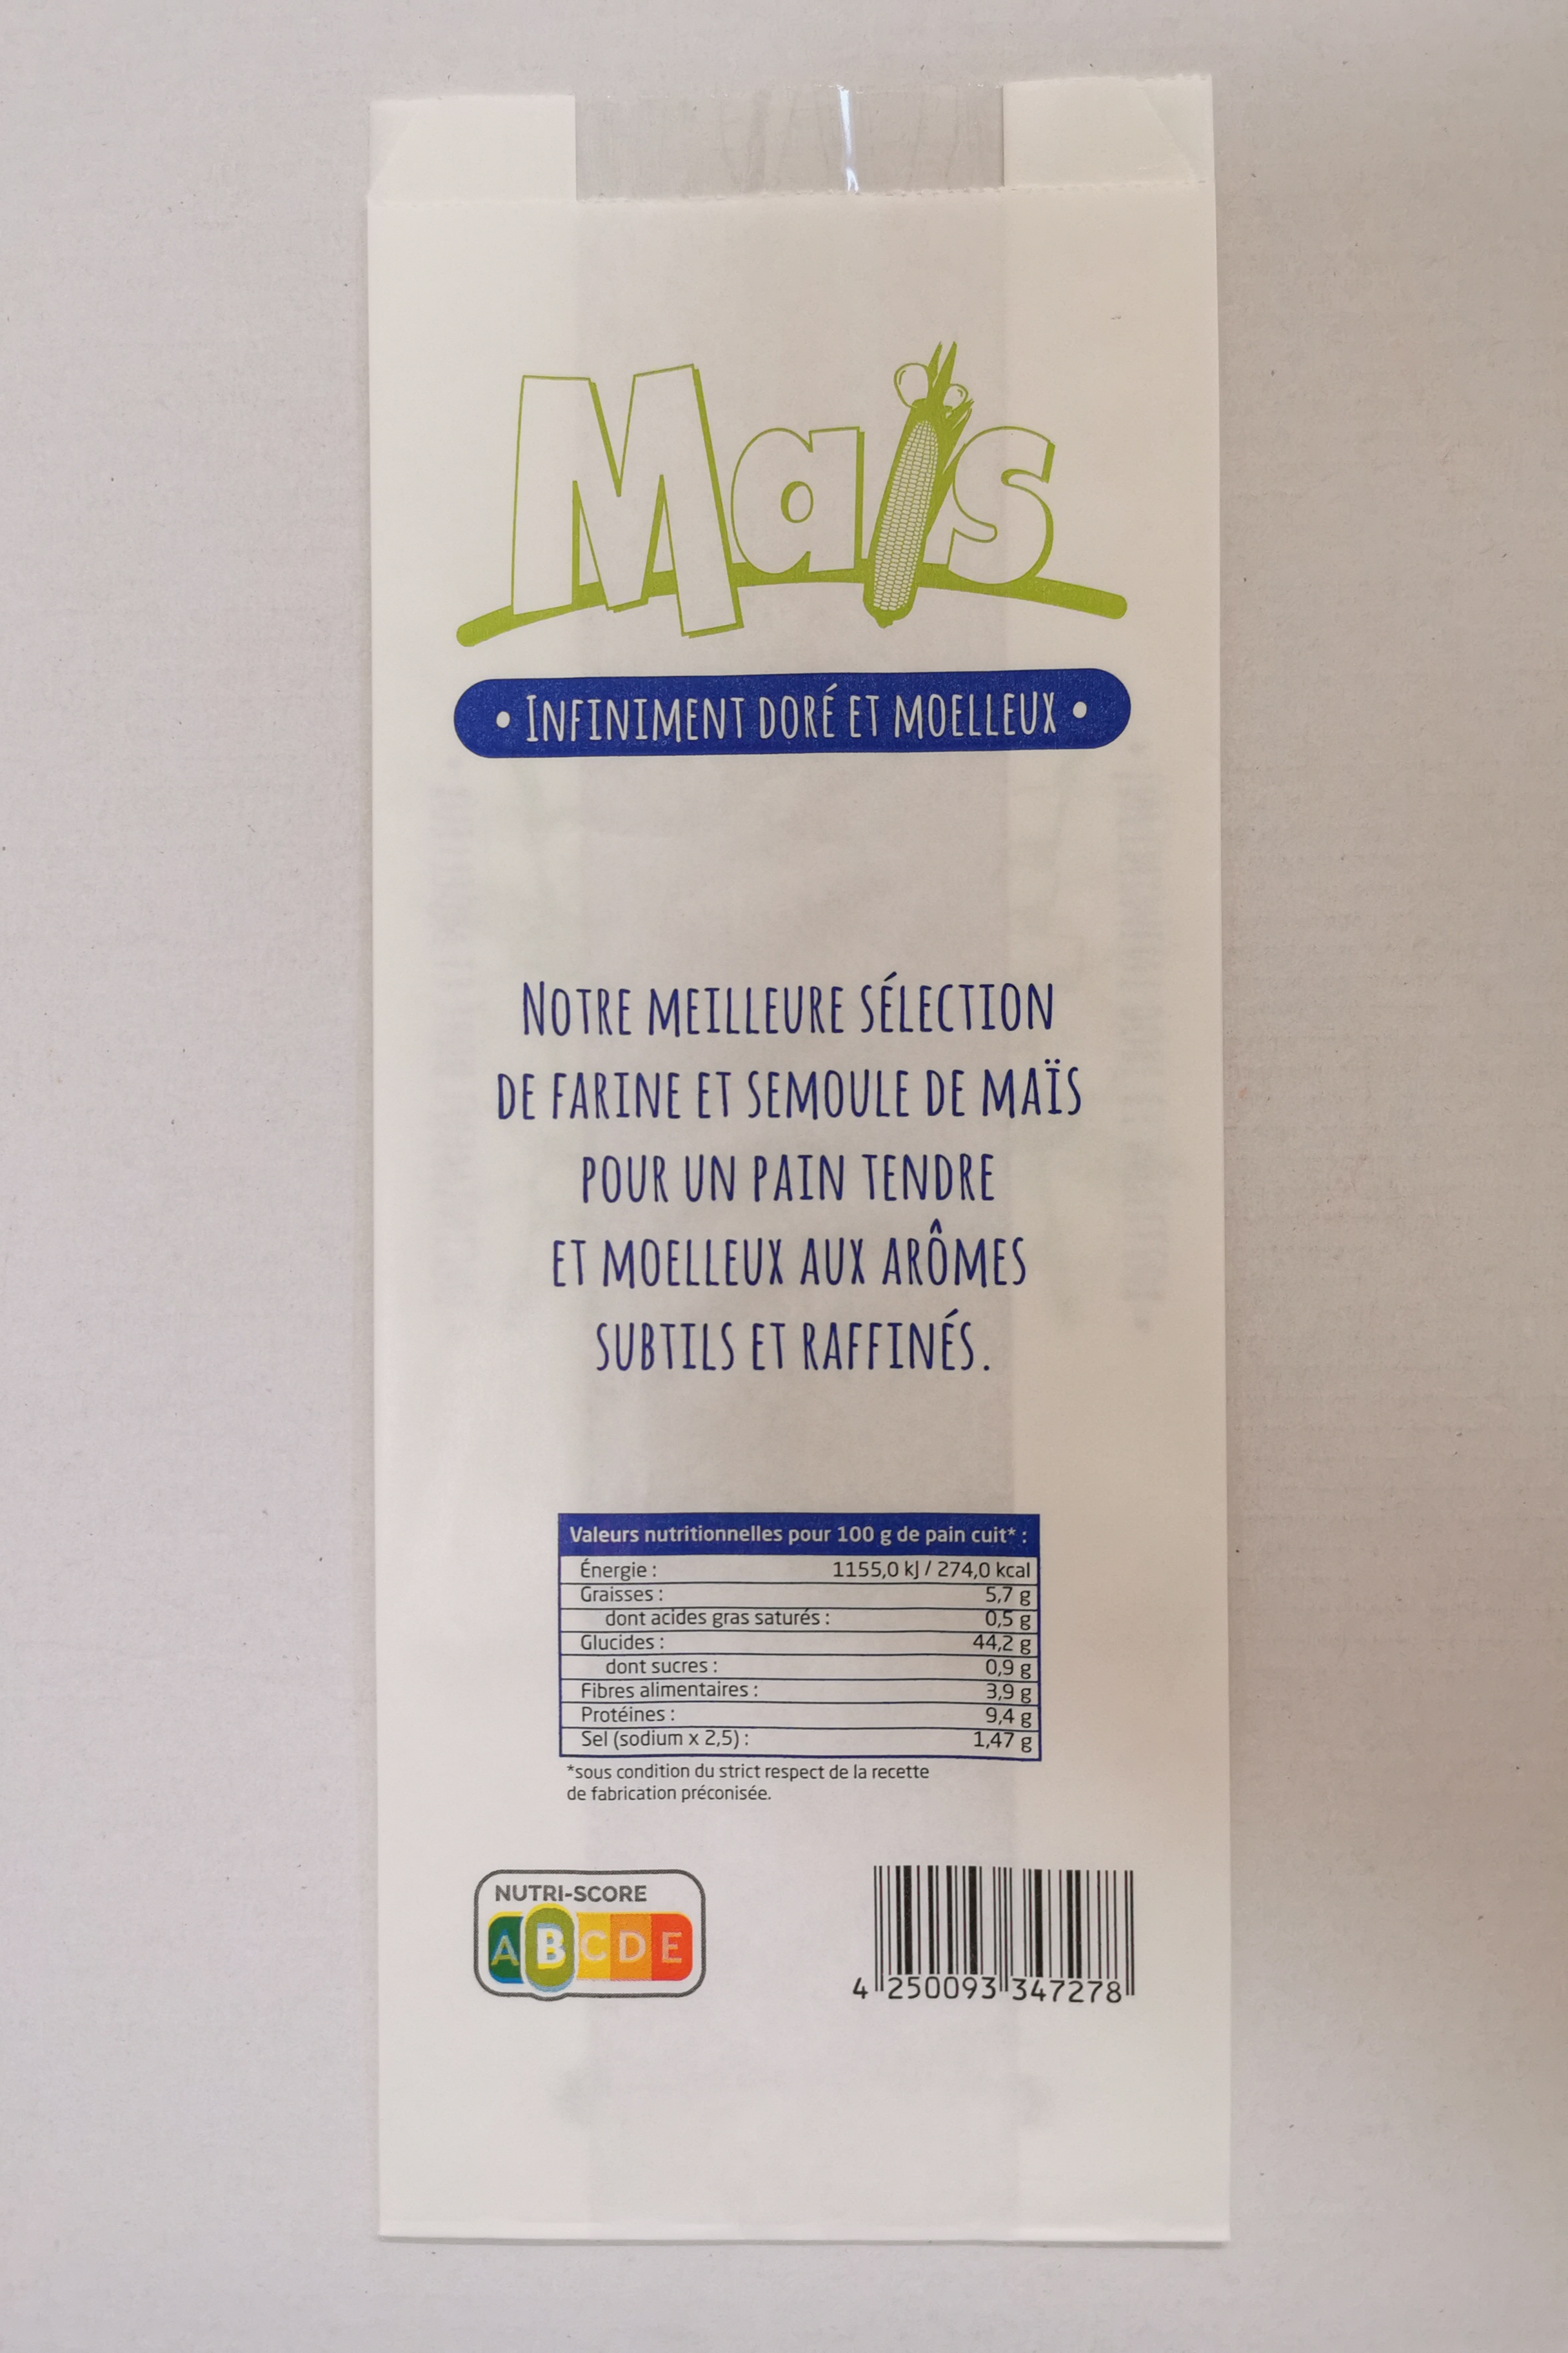 Maïs
• INFINIMENT DORÉ ET MOELLEUX •
NOTRE MEILLEURE SÉLECTION
DE FARINE ET SEMOULE DE MAÏS
POUR UN PAIN TENDRE
ET MOELLEUX AUX ARÔMES
SUBTILS ET RAFFINÉS.
Valeurs nutritionnelles pour 100 g de pain cuit* :
Énergie : 1155,0 kJ / 274,0 kcal
Graisses : 5,7 g
dont acides gras saturés : 0,5 g
Glucides : 44,2 g
dont sucres : 0,9 g
Fibres alimentaires : 3,9 g
Protéines : 9,4 g
Sel (sodium x 2,5) : 1,47 g
*sous condition du strict respect de la recette
de fabrication préconisée.
NUTRI-SCORE
A B C D E
4 250093 347278